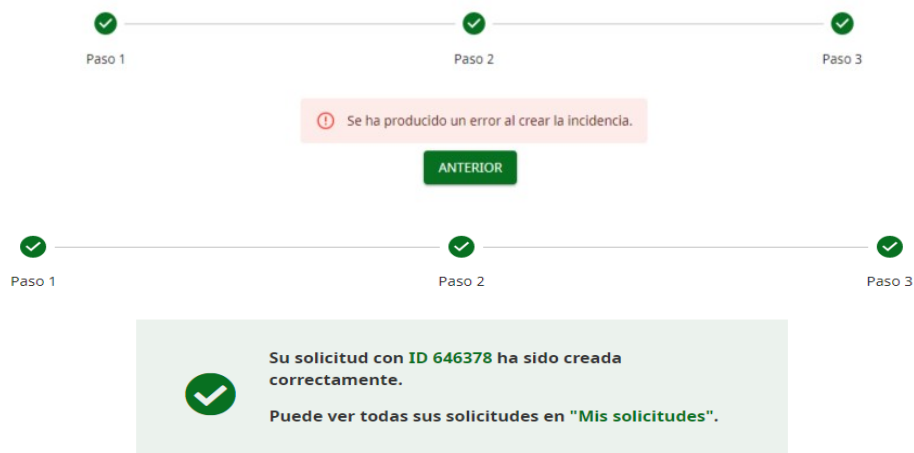 Paso 1
Paso 2
Paso 3
Se ha producido un error al crear la incidencia.
ANTERIOR
Paso 1
Paso 2
Paso 3
Su solicitud con ID 646378 ha sido creada
correctamente.
Puede ver todas sus solicitudes en "Mis solicitudes".